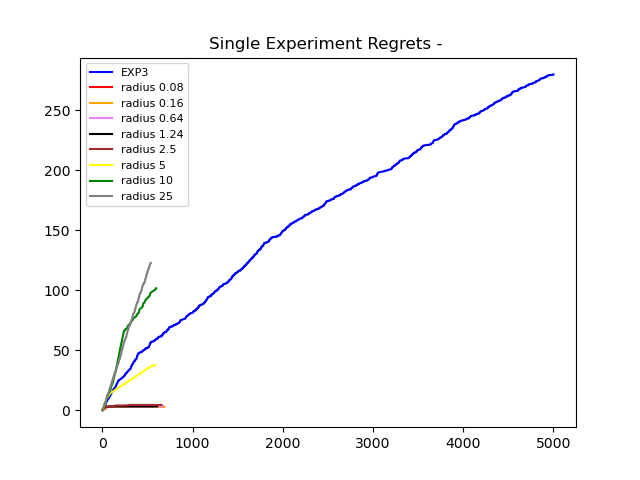 Single Experiment Regrets -
EXP3
radius 0.08
radius 0.16
radius 0.64
radius 1.24
radius 2.5
radius 5
radius 10
radius 25
250
200
150
100
50
0
0 1000 2000 3000 4000 5000